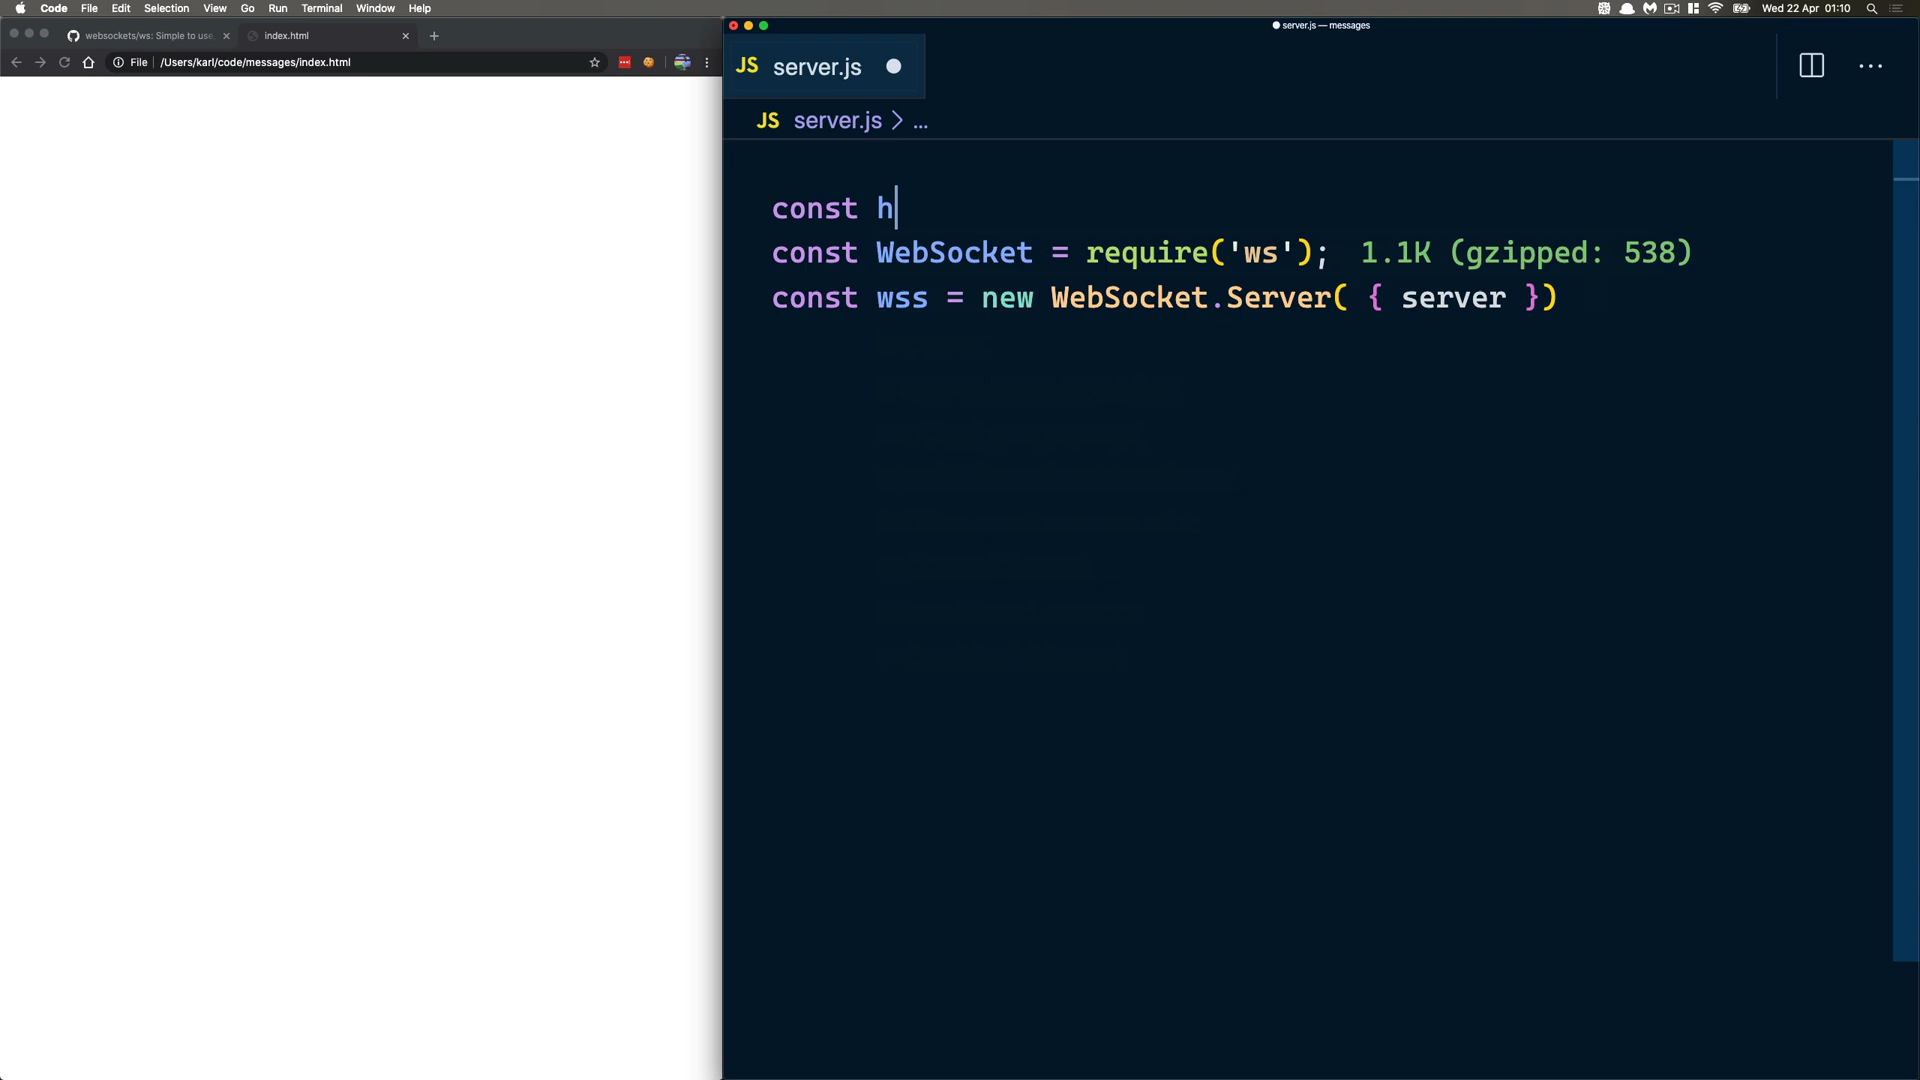 Code File Edit Selection View Go Run Terminal Window Help Wed 22 Apr 01:10
websockets/ws: Simple to use
index.html
File /Users/karl/code/messages/index.html
server.js — messages
JS server.js
JS server.js > ...
const h
const WebSocket = require('ws'); 1.1K (gzipped: 538)
const wss = new WebSocket.Server( { server })